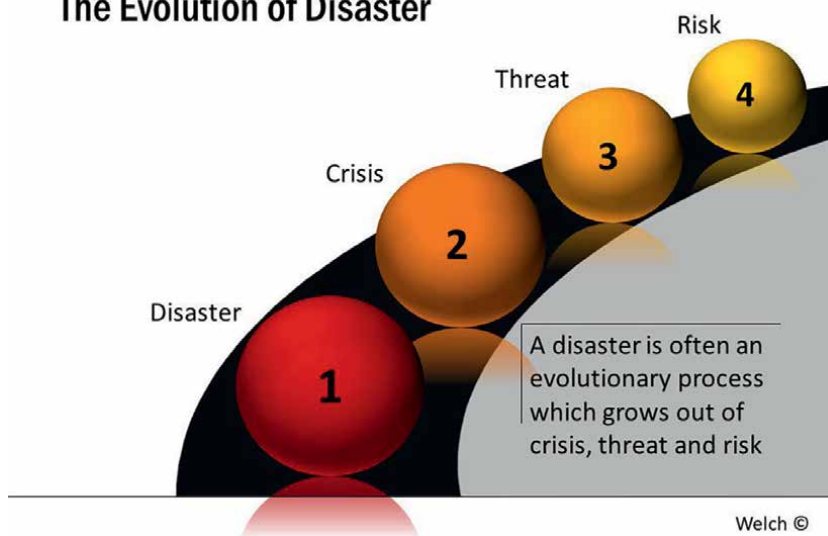 The Evolution of Disaster
Risk
4
Threat
3
Crisis
2
Disaster
1
A disaster is often an
evolutionary process
which grows out of
crisis, threat and risk
Welch ©